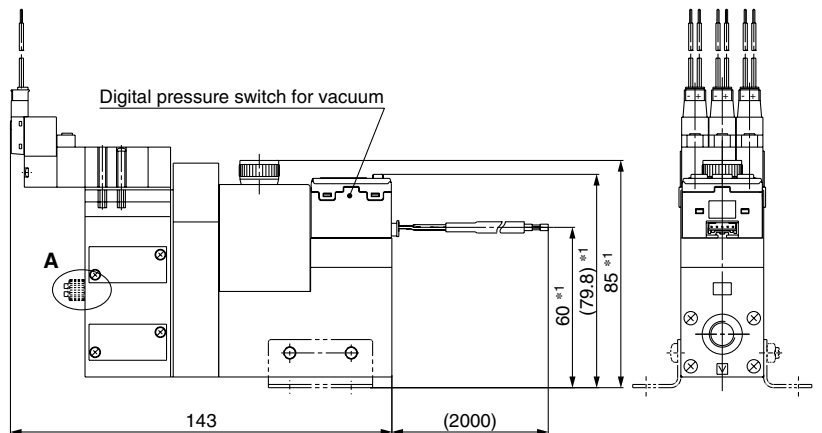 Digital pressure switch for vacuum
A
60 *1
(79.8) *1
85 *1
143
(2000)
V